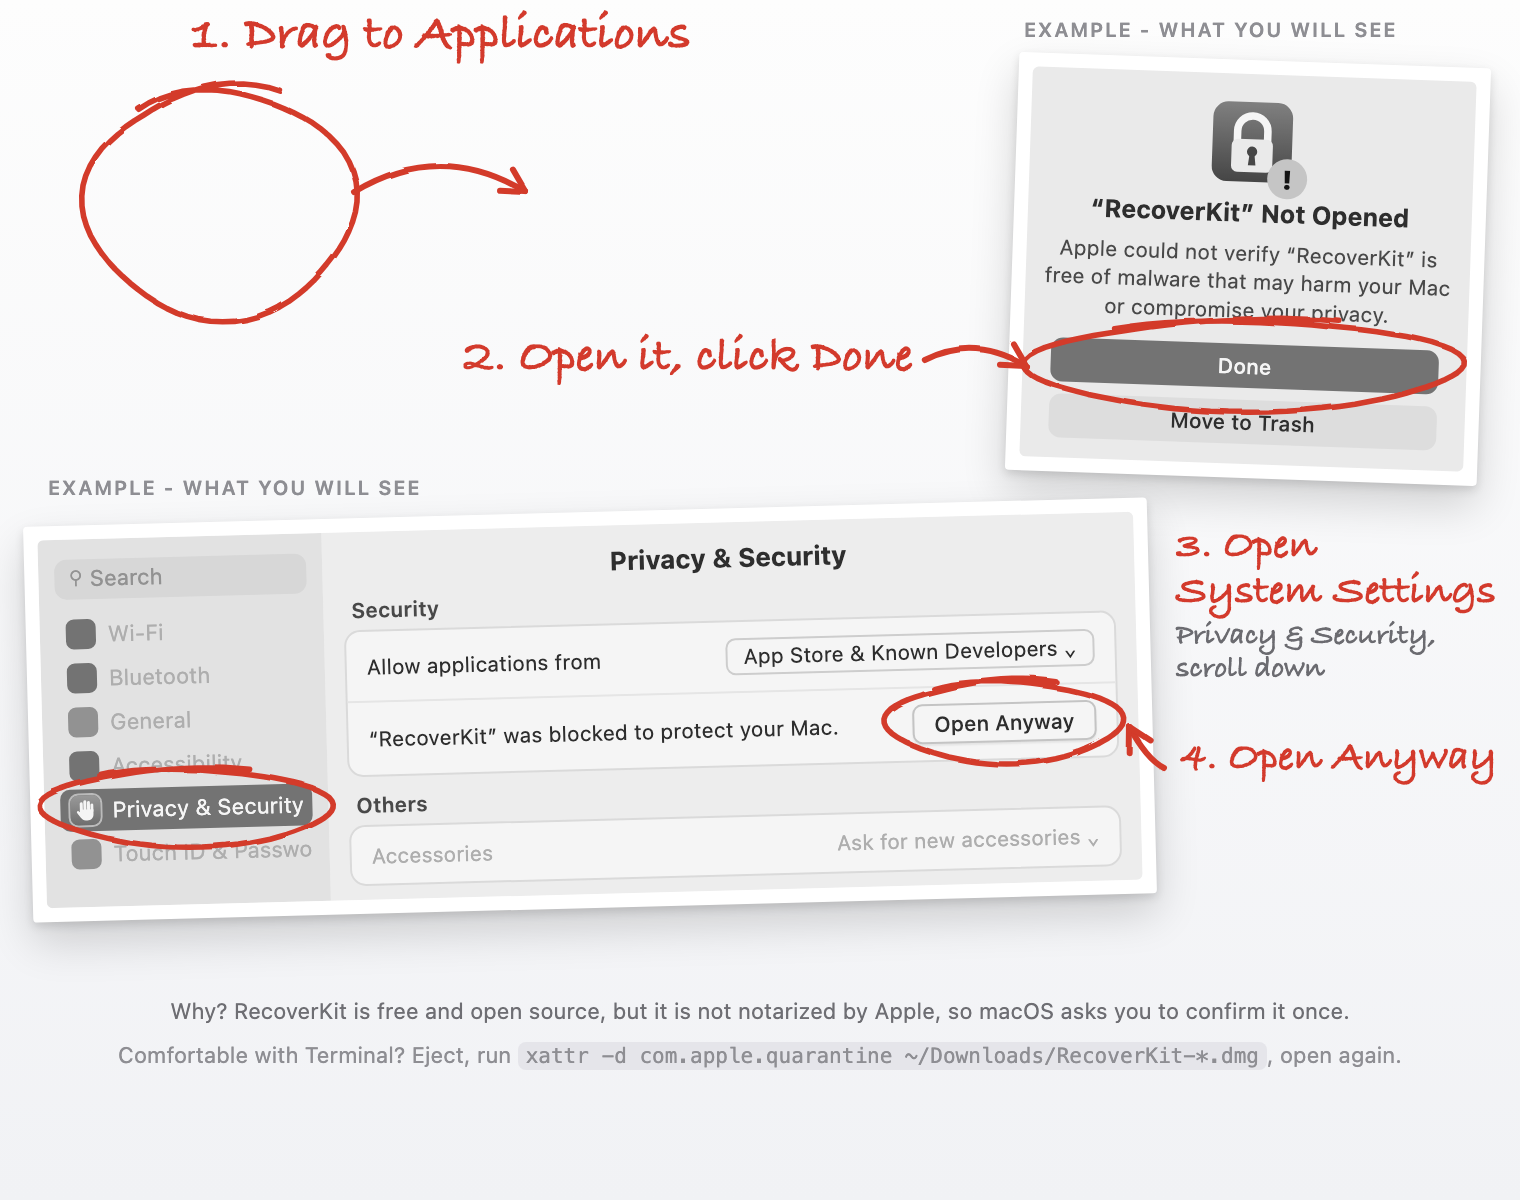 1. Drag to Applications
EXAMPLE - WHAT YOU WILL SEE
!
“RecoverKit” Not Opened
Apple could not verify “RecoverKit” is
free of malware that may harm your Mac
or compromise your privacy.
2. Open it, click Done
Done
Move to Trash
EXAMPLE - WHAT YOU WILL SEE
Search
Wi-Fi
Bluetooth
General
Accessibility
Privacy & Security
Touch ID & Passwo
Privacy & Security
Security
Allow applications from
App Store & Known Developers
“RecoverKit” was blocked to protect your Mac.
Open Anyway
Others
Accessories
Ask for new accessories
3. Open
System Settings
Privacy & Security,
scroll down
4. Open Anyway
Why? RecoverKit is free and open source, but it is not notarized by Apple, so macOS asks you to confirm it once.
Comfortable with Terminal? Eject, run xattr -d com.apple.quarantine ~/Downloads/RecoverKit-*.dmg, open again.